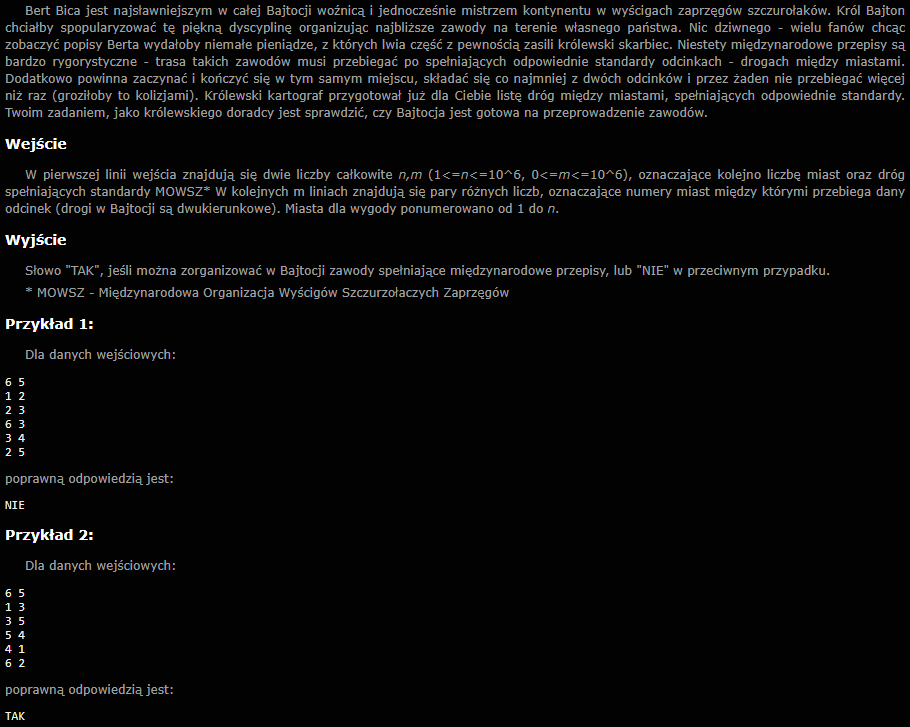 Bert Bica jest najsławniejszym w całej Bajtocji woźnicą i jednocześnie mistrzem kontynentu w wyścigach zaprzęgów szczurołaków. Król Bajton
chciałby spopularyzować tę piękną dyscyplinę organizując najbliższe zawody na terenie własnego państwa. Nic dziwnego - wielu fanów chcąc
zobaczyć popisy Berta wydałoby niemałe pieniądze, z których lwia część z pewnością zasili królewski skarbiec. Niestety międzynarodowe przepisy są
bardzo rygorystyczne - trasa takich zawodów musi przebiegać po spełniających odpowiednie standardy odcinkach - drogach między miastami.
Dodatkowo powinna zaczynać i kończyć się w tym samym miejscu, składać się co najmniej z dwóch odcinków i przez żaden nie przebiegać więcej
niż raz (groziłoby to kolizjami). Królewski kartograf przygotował już dla Ciebie listę dróg między miastami, spełniających odpowiednie standardy.
Twoim zadaniem, jako królewskiego doradcy jest sprawdzić, czy Bajtocja jest gotowa na przeprowadzenie zawodów.
Wejście
W pierwszej linii wejścia znajdują się dwie liczby całkowite n,m (1<=n<=10^6, 0<=m<=10^6), oznaczające kolejno liczbę miast oraz dróg
spełniających standardy MOWSZ* W kolejnych m liniach znajdują się pary różnych liczb, oznaczające numery miast między którymi przebiega dany
odcinek (drogi w Bajtocji są dwukierunkowe). Miasta dla wygody ponumerowano od 1 do n.
Wyjście
Słowo "TAK", jeśli można zorganizować w Bajtocji zawody spełniające międzynarodowe przepisy, lub "NIE" w przeciwnym przypadku.
* MOWSZ - Międzynarodowa Organizacja Wyścigów Szczurzołaczych Zaprzęgów
Przykład 1:
Dla danych wejściowych:
6 5
1 2
2 3
6 3
3 4
2 5
poprawną odpowiedzią jest:
NIE
Przykład 2:
Dla danych wejściowych:
6 5
1 3
3 5
5 4
4 1
6 2
poprawną odpowiedzią jest:
TAK